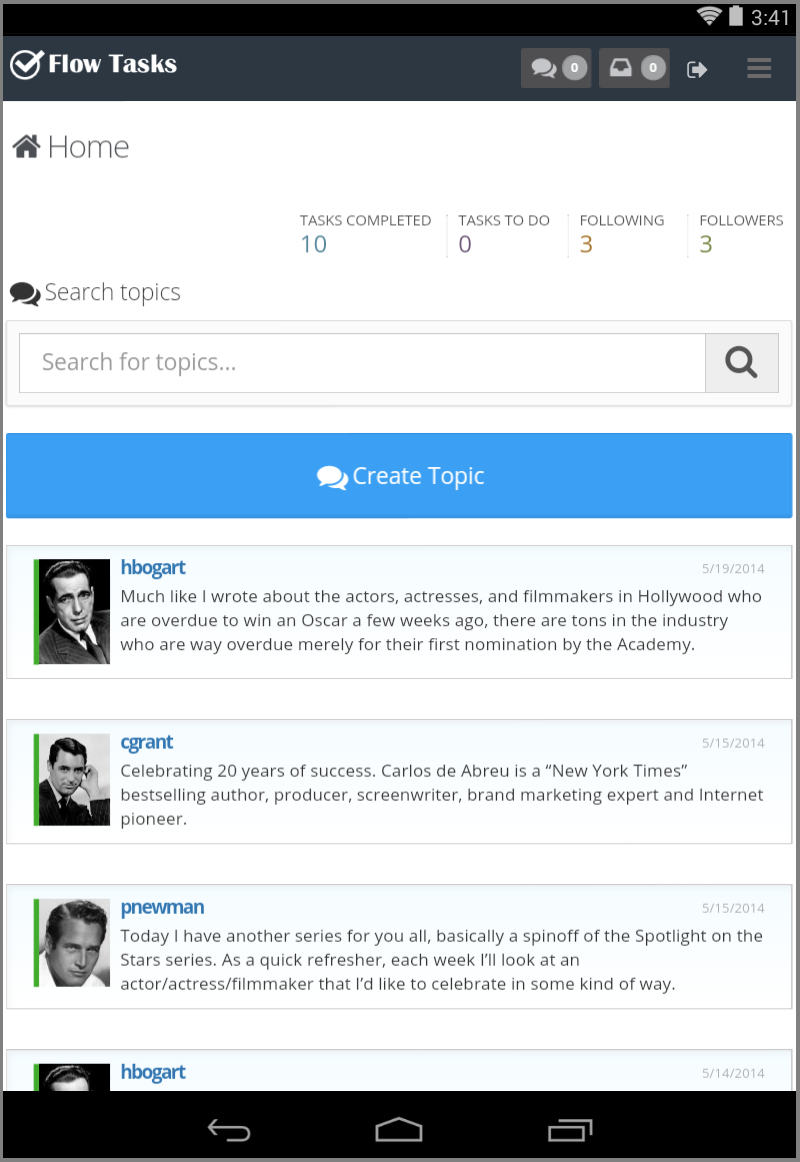 3:41
Flow Tasks
0
0
Home
TASKS COMPLETED
10
TASKS TO DO
0
FOLLOWING
3
FOLLOWERS
3
Search topics
Search for topics...
Create Topic
hbogart
5/19/2014
Much like I wrote about the actors, actresses, and filmmakers in Hollywood who
are overdue to win an Oscar a few weeks ago, there are tons in the industry
who are way overdue merely for their first nomination by the Academy.
cgrant
5/15/2014
Celebrating 20 years of success. Carlos de Abreu is a “New York Times”
bestselling author, producer, screenwriter, brand marketing expert and Internet
pioneer.
pnewman
5/15/2014
Today I have another series for you all, basically a spinoff of the Spotlight on the
Stars series. As a quick refresher, each week I’ll look at an
actor/actress/filmmaker that I’d like to celebrate in some kind of way.
hbogart
5/14/2014